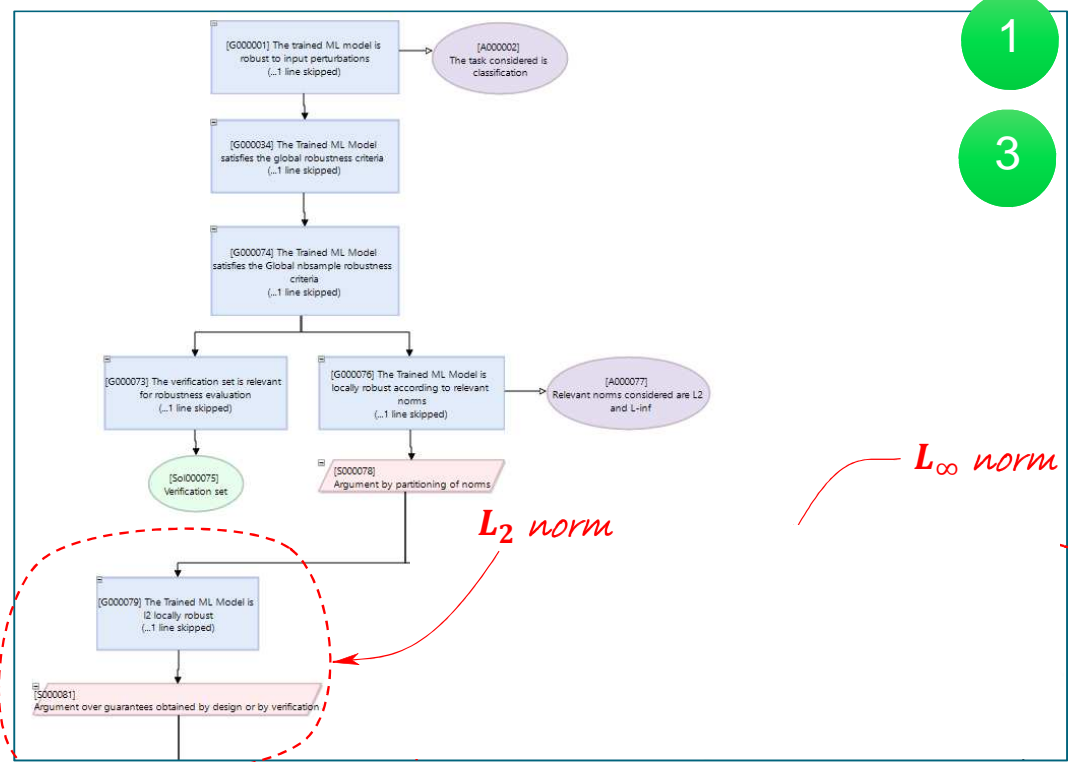 1
[G000001] The trained ML model is
robust to input perturbations
(...1 line skipped)
[A000002]
The task considered is
classification
3
[G000034] The Trained ML Model
satisfies the global robustness criteria
(...1 line skipped)
[G000074] The Trained ML Model
satisfies the Global nbsample robustness
criteria
(...1 line skipped)
[G000073] The verification set is relevant
for robustness evaluation
(...1 line skipped)
[G000076] The Trained ML Model is
locally robust according to relevant
norms
(...1 line skipped)
[A000077]
Relevant norms considered are L2
and L-inf
[Sol000075]
Verification set
[S000078]
Argument by partitioning of norms
L∞ norm
L2 norm
[G000079] The Trained ML Model is
l2 locally robust
(...1 line skipped)
[S000081]
Argument over guarantees obtained by design or by verification